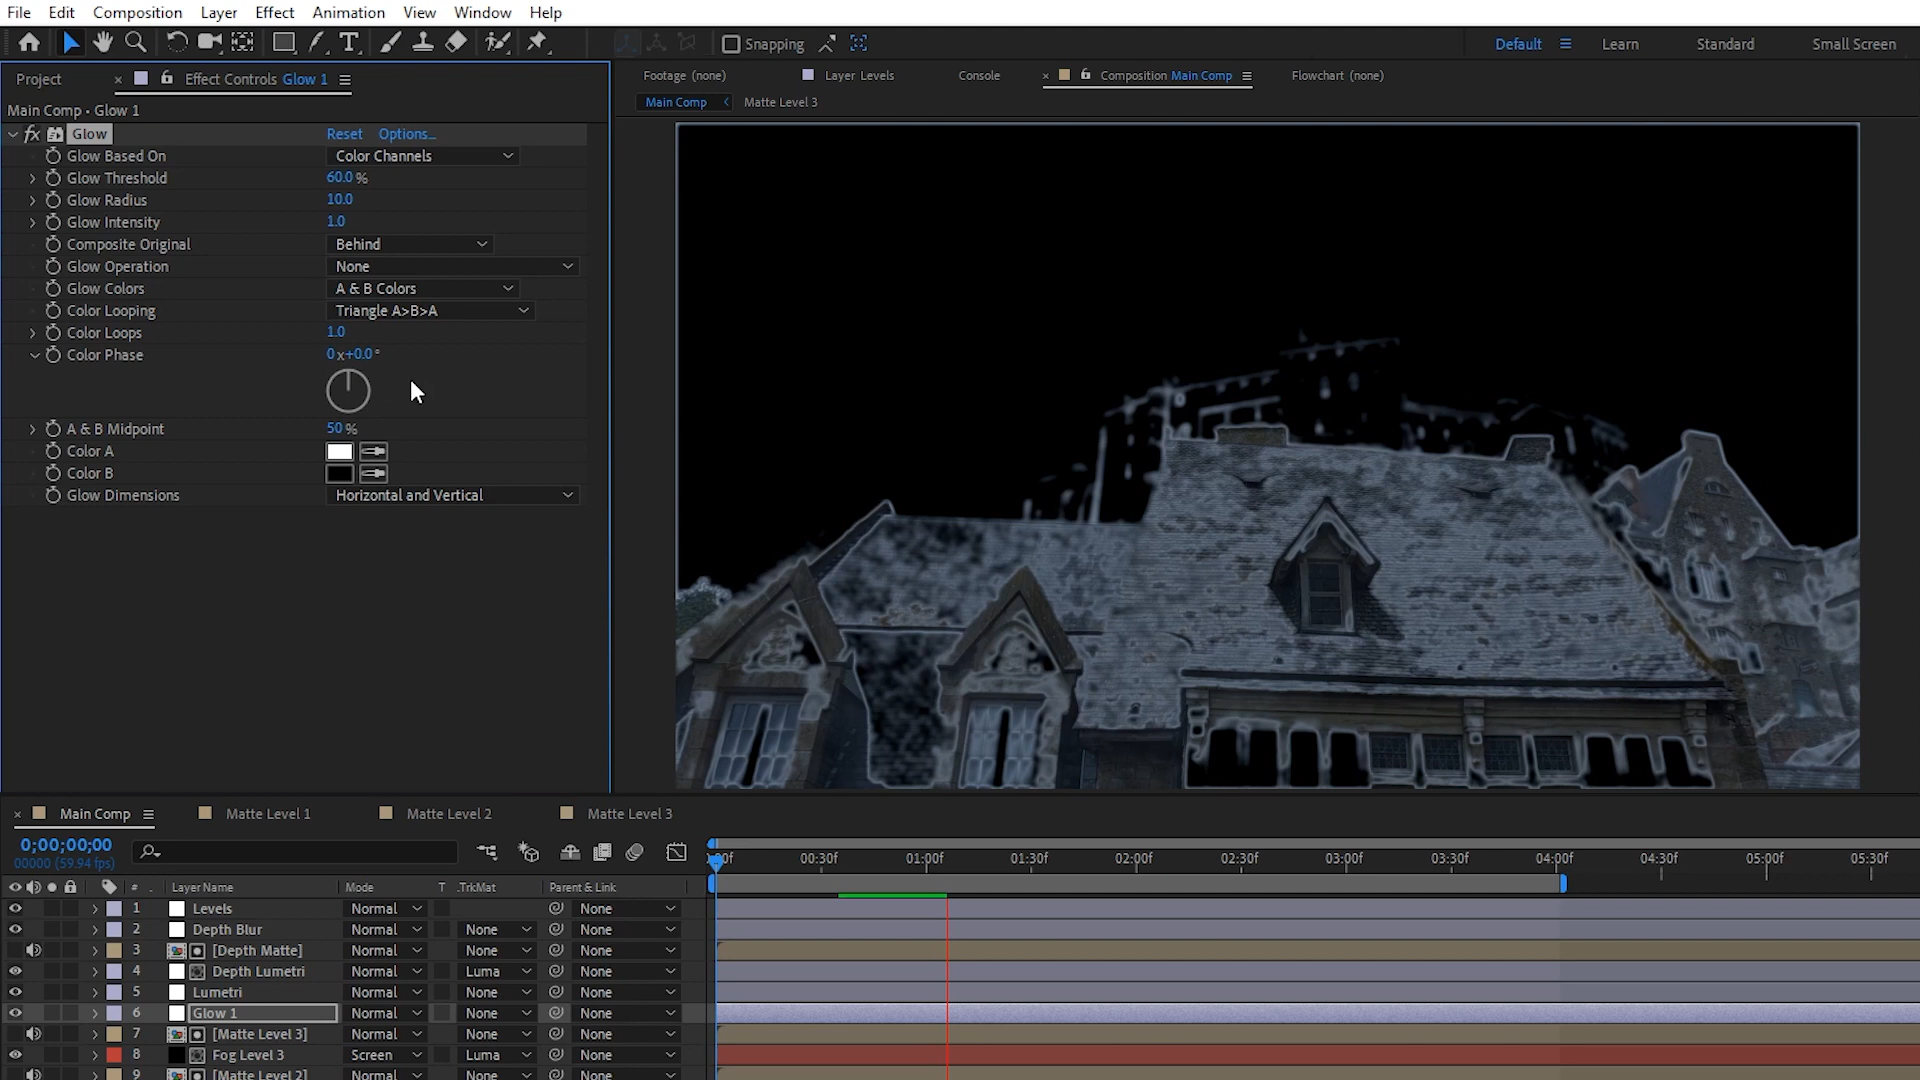 File Edit Composition Layer Effect Animation View Window Help
Snapping Default Learn Standard Small Screen
Project × Effect Controls Glow 1
Main Comp • Glow 1
fx Glow Reset Options...
Glow Based On Color Channels
Glow Threshold 60.0 %
Glow Radius 10.0
Glow Intensity 1.0
Composite Original Behind
Glow Operation None
Glow Colors A & B Colors
Color Looping Triangle A>B>A
Color Loops 1.0
Color Phase 0 x+0.0 °
A & B Midpoint 50 %
Color A
Color B
Glow Dimensions Horizontal and Vertical
Footage (none) Layer Levels Console × Composition Main Comp Flowchart (none)
Main Comp < Matte Level 3
× Main Comp Matte Level 1 Matte Level 2 Matte Level 3
0;00;00;00
00000 (59.94 fps)
00f 00:30f 01:00f 01:30f 02:00f 02:30f 03:00f 03:30f 04:00f 04:30f 05:00f 05:30f
# . Layer Name Mode T .TrkMat Parent & Link
1 Levels Normal None
2 Depth Blur Normal None None
3 [Depth Matte] Normal None None
4 Depth Lumetri Normal Luma None
5 Lumetri Normal None None
6 Glow 1 Normal None None
7 [Matte Level 3] Normal None None
8 Fog Level 3 Screen Luma None
9 [Matte Level 2] Normal None None